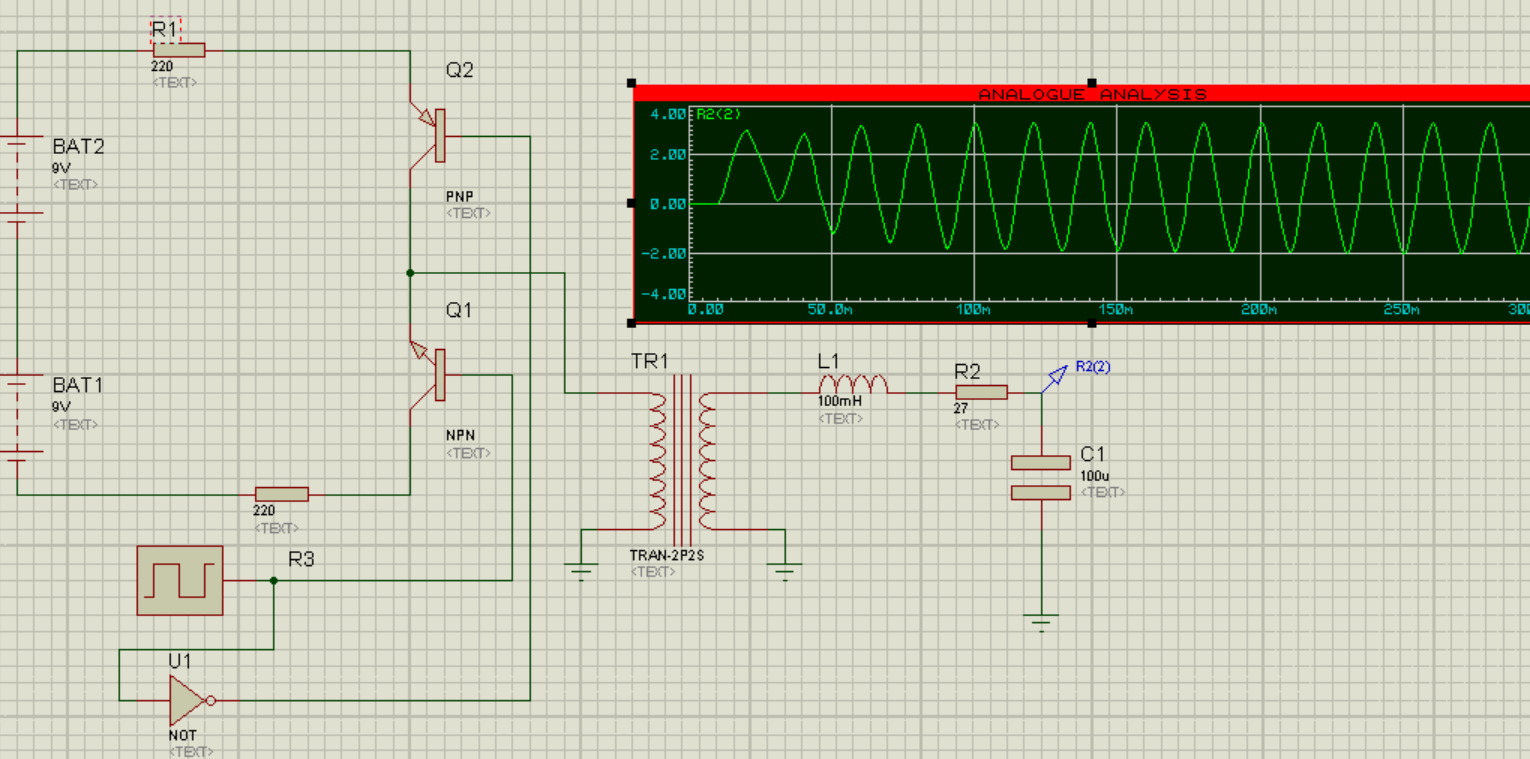 R1
220
<TEXT>
Q2
BAT2
9V
<TEXT>
PNP
<TEXT>
ANALOGUE ANALYSIS
R2(2)
4.00
2.00
0.00
-2.00
-4.00
0.00
50.0m
100m
150m
200m
250m
300
Q1
BAT1
9V
<TEXT>
NPN
<TEXT>
TR1
TRAN-2P2S
<TEXT>
L1
100mH
<TEXT>
R2
27
<TEXT>
R2(2)
C1
100u
<TEXT>
220
<TEXT>
R3
U1
NOT
<TEXT>